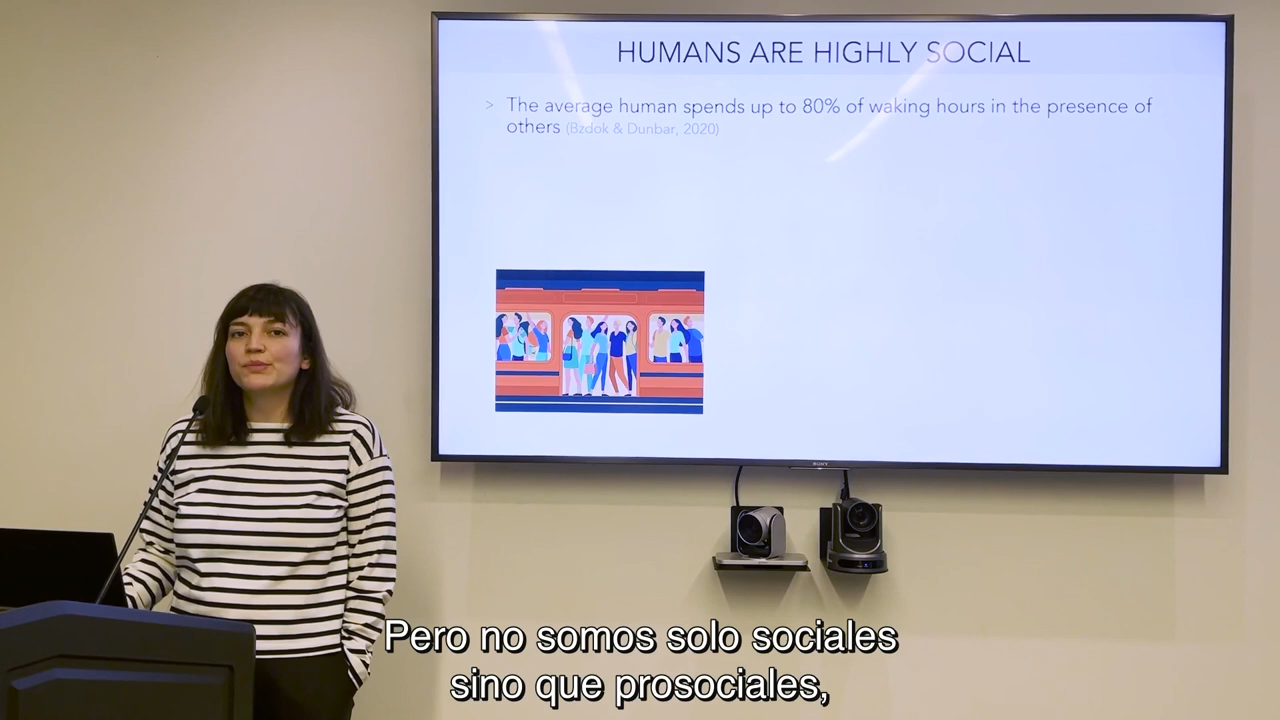 HUMANS ARE HIGHLY SOCIAL
> The average human spends up to 80% of waking hours in the presence of
others (Bzdok & Dunbar, 2020)
SONY
Pero no somos solo sociales
sino que prosociales,